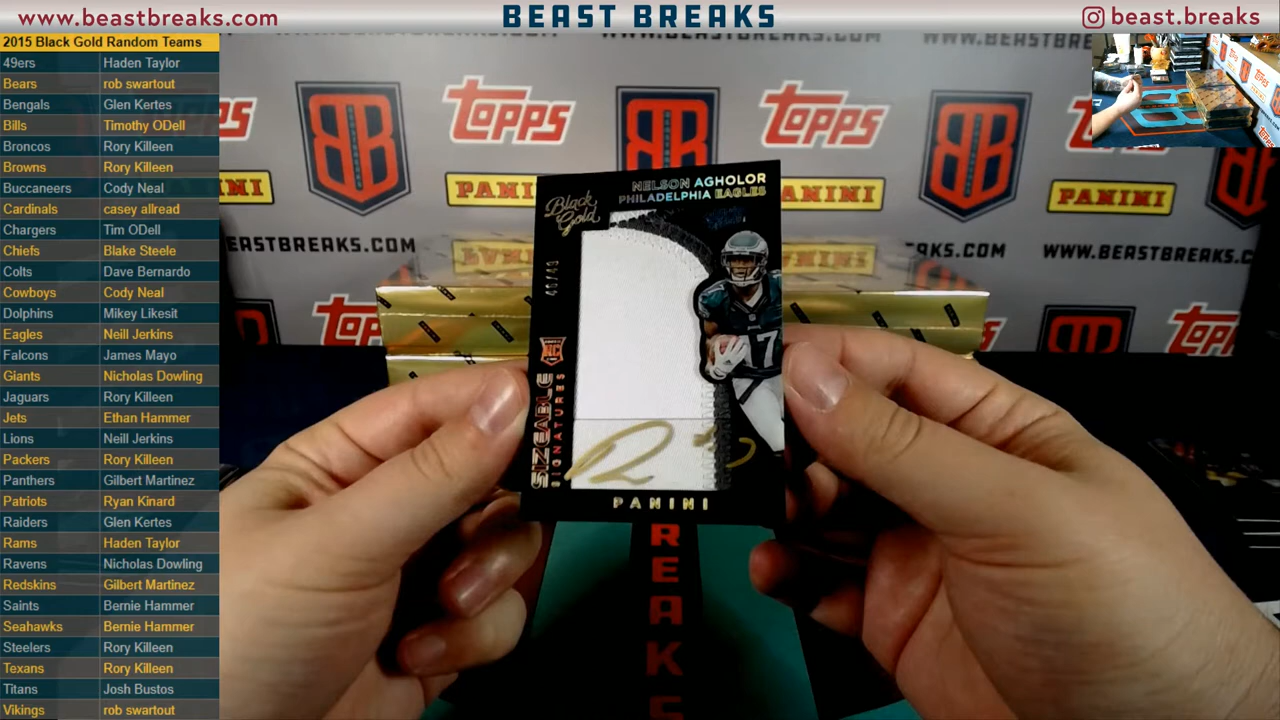 www.beastbreaks.com
BEAST BREAKS
beast.breaks
2015 Black Gold Random Teams
49ers Haden Taylor
Bears rob swartout
Bengals Glen Kertes
Bills Timothy ODell
Broncos Rory Killeen
Browns Rory Killeen
Buccaneers Cody Neal
Cardinals casey allread
Chargers Tim ODell
Chiefs Blake Steele
Colts Dave Bernardo
Cowboys Cody Neal
Dolphins Mikey Likesit
Eagles Neill Jerkins
Falcons James Mayo
Giants Nicholas Dowling
Jaguars Rory Killeen
Jets Ethan Hammer
Lions Neill Jerkins
Packers Rory Killeen
Panthers Gilbert Martinez
Patriots Ryan Kinard
Raiders Glen Kertes
Rams Haden Taylor
Ravens Nicholas Dowling
Redskins Gilbert Martinez
Saints Bernie Hammer
Seahawks Bernie Hammer
Steelers Rory Killeen
Texans Rory Killeen
Titans Josh Bustos
Vikings rob swartout
TOPPS
TOPPS
PANINI
PANINI
PANINI
BEASTBREAKS.COM
WWW.BEASTBREAKS.COM
NELSON AGHOLOR
PHILADELPHIA EAGLES
Black
Gold
RC
SIZEABLE
SIGNATURES
17
PANINI
REAKS